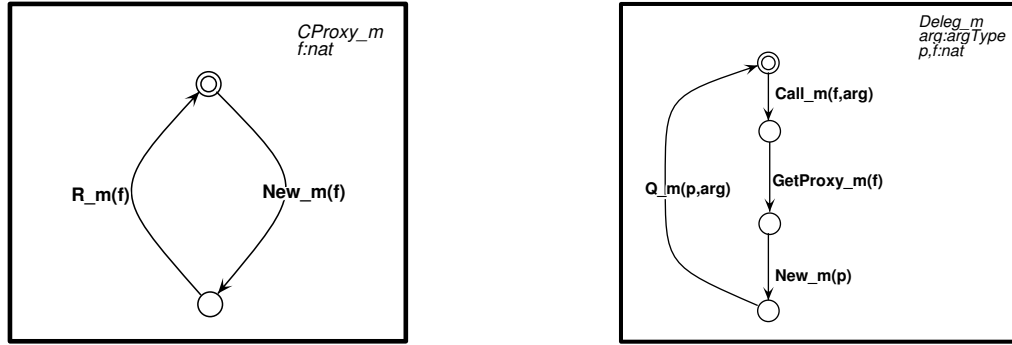 CProxy_m
f:nat
R_m(f)
New_m(f)
Deleg_m
arg:argType
p,f:nat
Call_m(f,arg)
GetProxy_m(f)
Q_m(p,arg)
New_m(p)